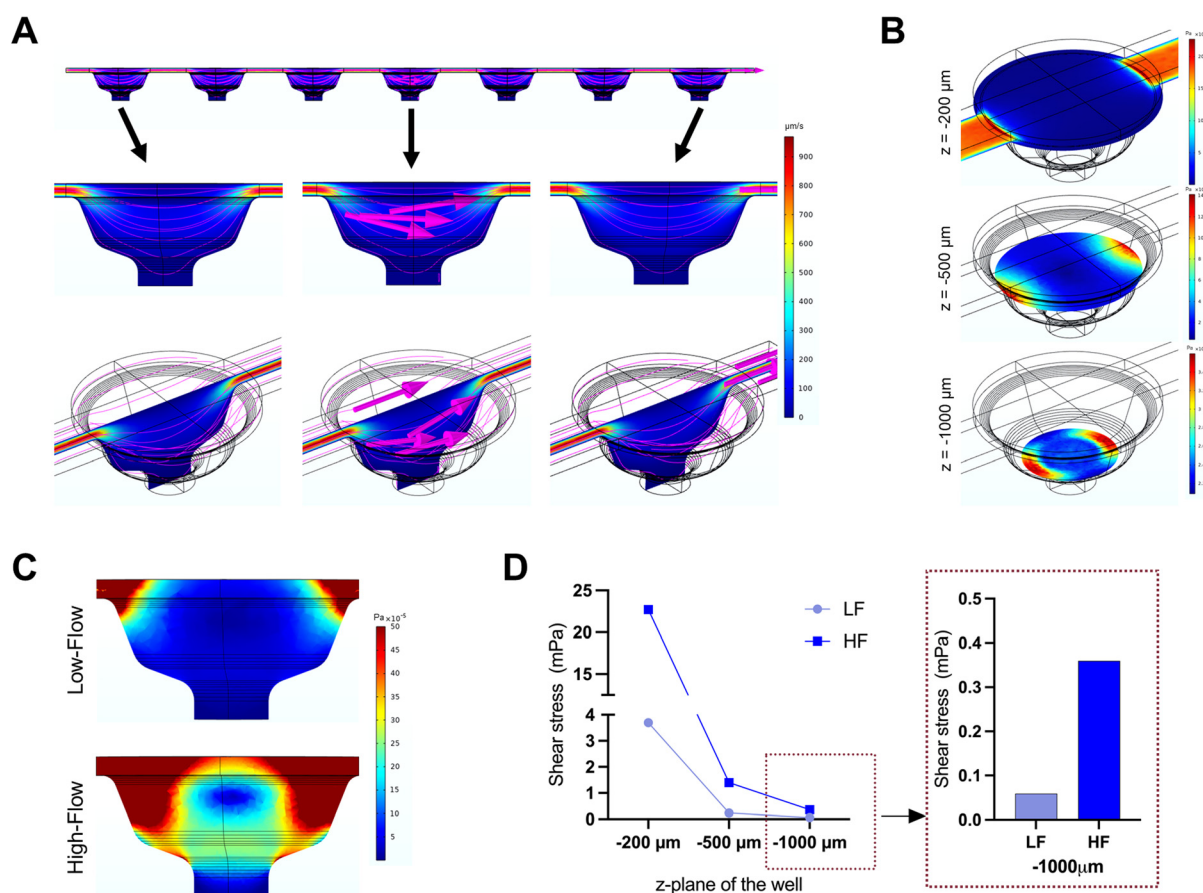 A
µm/s
900
800
700
600
500
400
300
200
100
0
B
z = -200 µm
z = -500 µm
z = -1000 µm
C
Low-Flow
High-Flow
Pa×10⁻⁵
50
45
40
35
30
25
20
15
10
5
D
Shear stress (mPa)
25
20
15
4
3
2
1
0
-200 µm
-500 µm
-1000 µm
z-plane of the well
LF
HF
Shear stress (mPa)
0.5
0.4
0.3
0.2
0.1
0.0
LF
HF
-1000µm